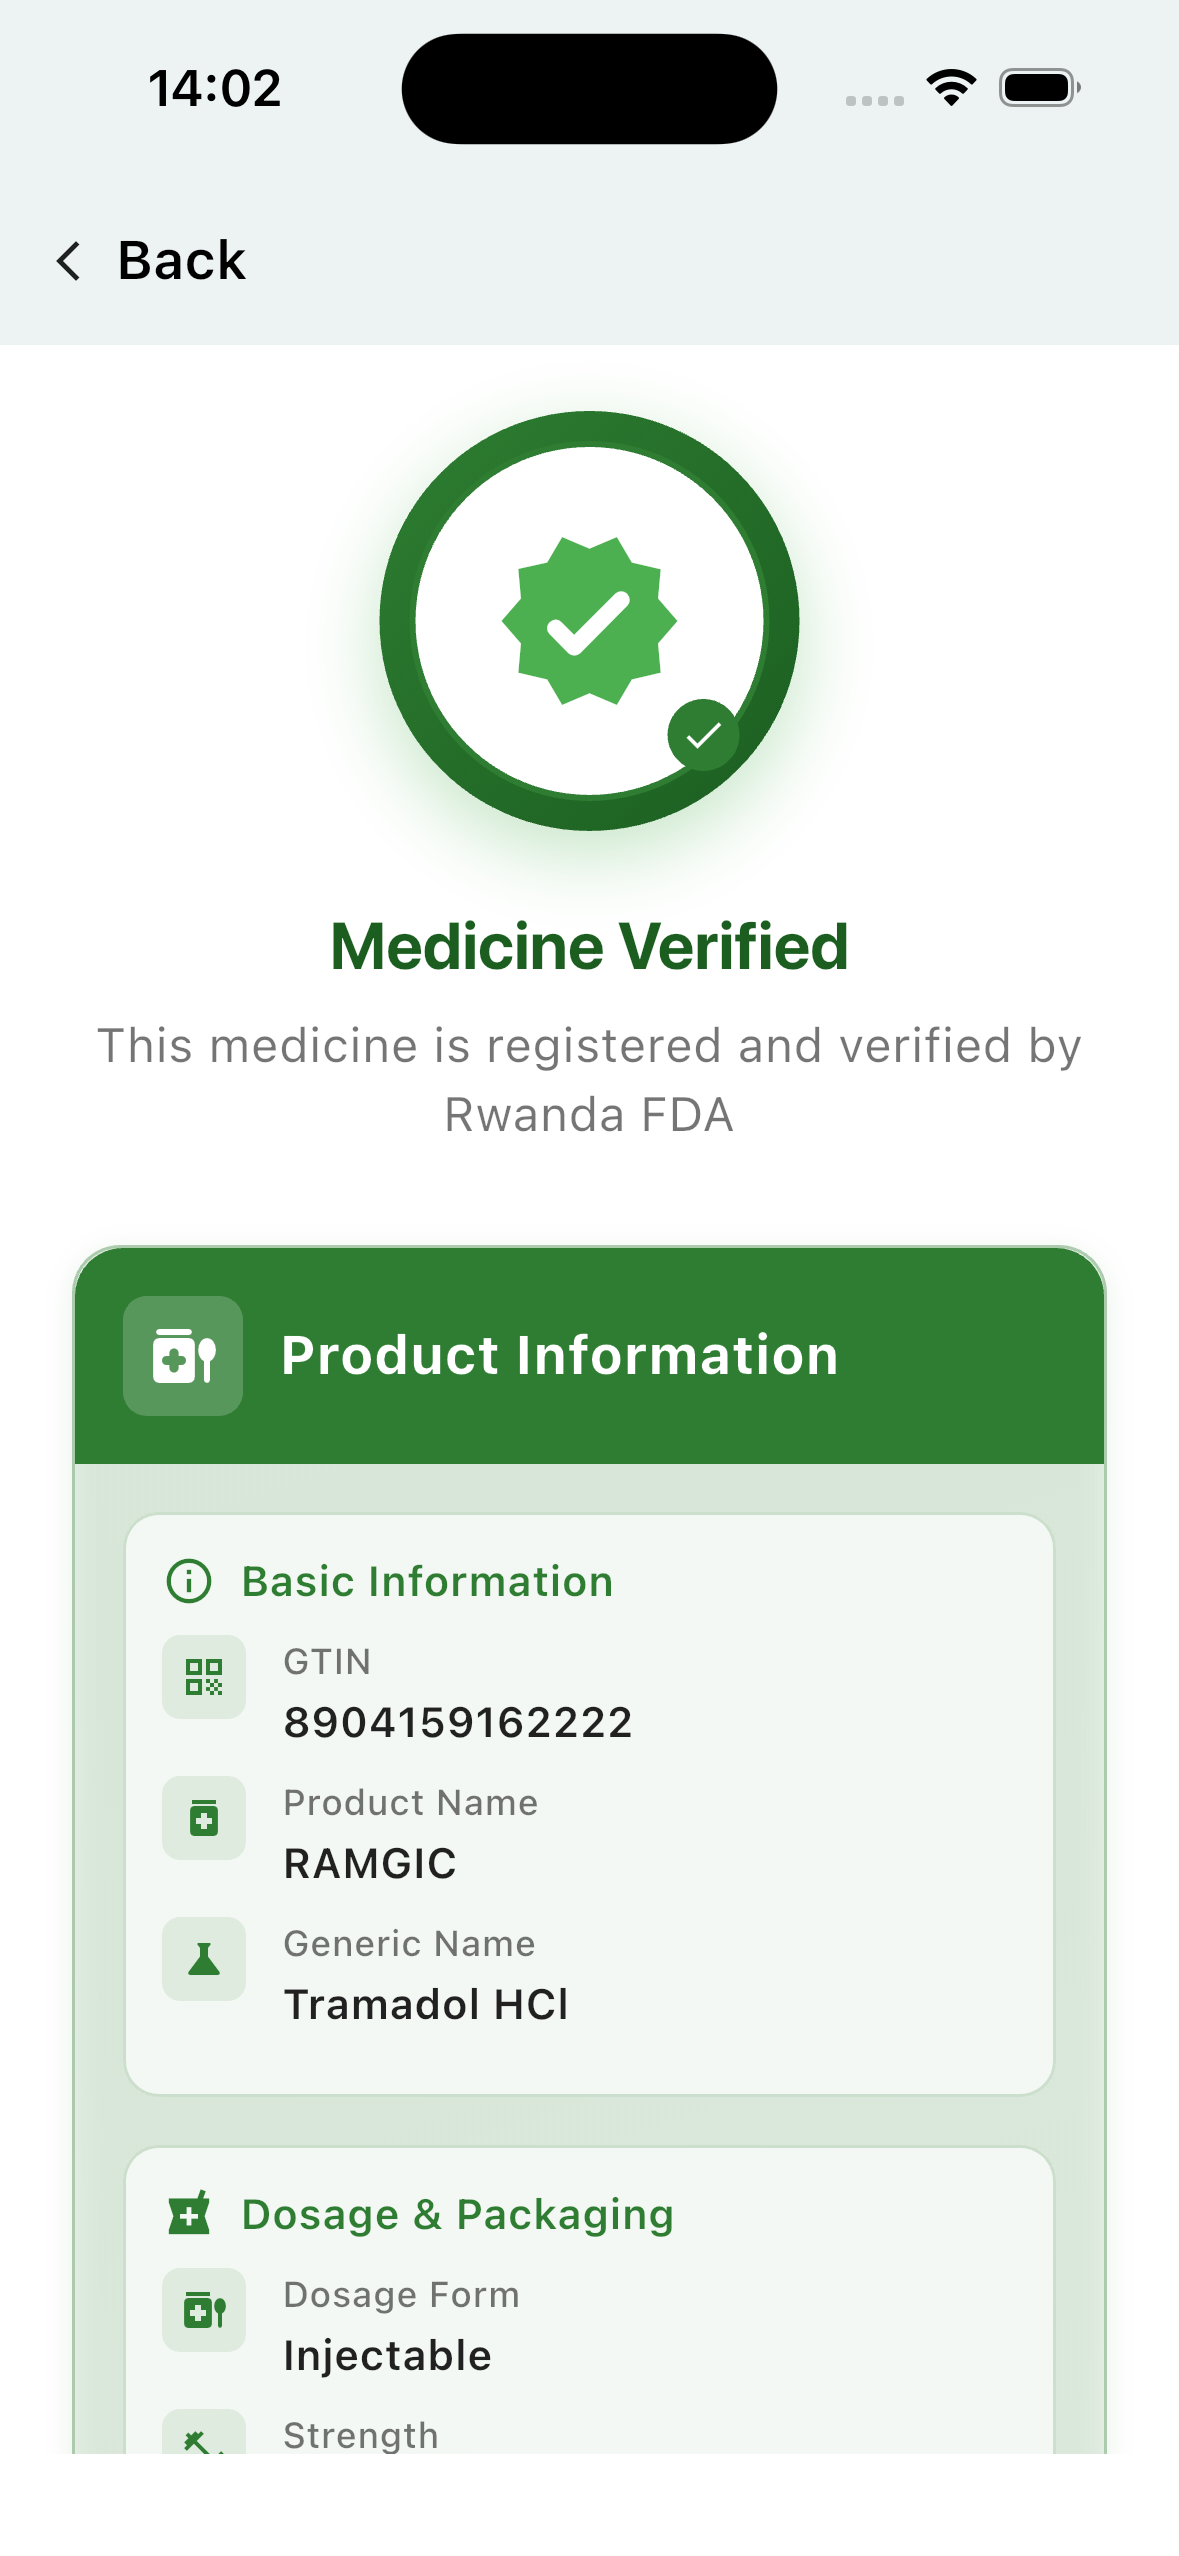 14:02
Back
Medicine Verified
This medicine is registered and verified by
Rwanda FDA
Product Information
Basic Information
GTIN
8904159162222
Product Name
RAMGIC
Generic Name
Tramadol HCl
Dosage & Packaging
Dosage Form
Injectable
Strength